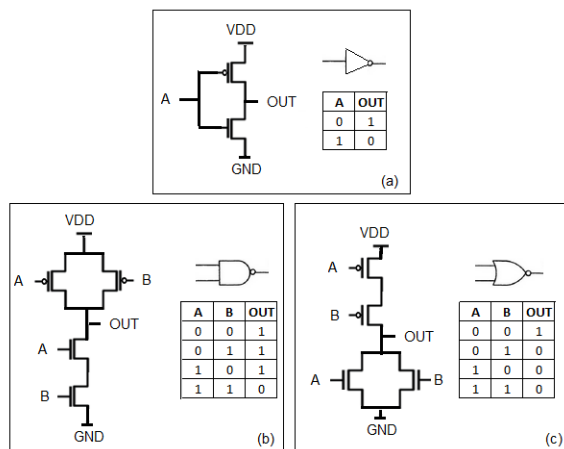 VDD
A
OUT
GND
A OUT
0 1
1 0
(a)
VDD
A
B
OUT
A
B
GND
A B OUT
0 0 1
0 1 1
1 0 1
1 1 0
(b)
VDD
A
B
OUT
A
B
GND
A B OUT
0 0 1
0 1 0
1 0 0
1 1 0
(c)